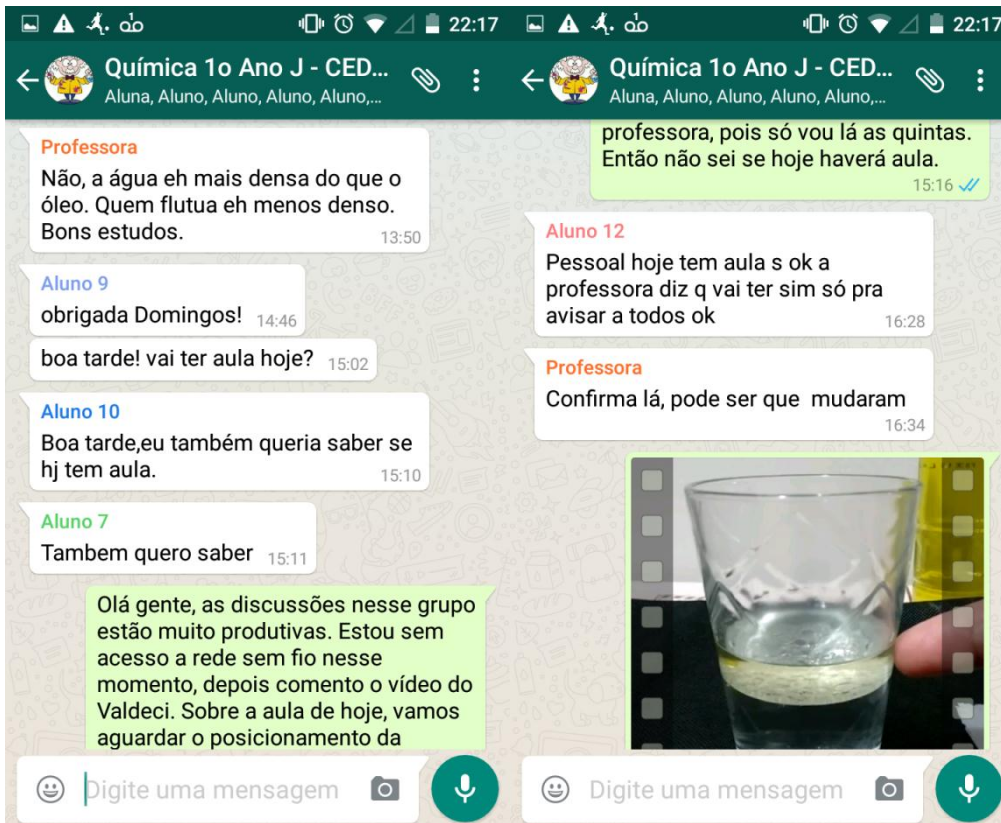 22:17
Química 1o Ano J - CED...
Aluna, Aluno, Aluno, Aluno, Aluno,...
Professora
Não, a água eh mais densa do que o
óleo. Quem flutua eh menos denso.
Bons estudos.
13:50
Aluno 9
obrigada Domingos! 14:46
boa tarde! vai ter aula hoje? 15:02
Aluno 10
Boa tarde,eu também queria saber se
hj tem aula.
15:10
Aluno 7
Tambem quero saber 15:11
Olá gente, as discussões nesse grupo
estão muito produtivas. Estou sem
acesso a rede sem fio nesse
momento, depois comento o vídeo do
Valdeci. Sobre a aula de hoje, vamos
aguardar o posicionamento da
Digite uma mensagem
22:17
Química 1o Ano J - CED...
Aluna, Aluno, Aluno, Aluno, Aluno,...
professora, pois só vou lá as quintas.
Então não sei se hoje haverá aula.
15:16
Aluno 12
Pessoal hoje tem aula s ok a
professora diz q vai ter sim só pra
avisar a todos ok
16:28
Professora
Confirma lá, pode ser que mudaram
16:34
Digite uma mensagem